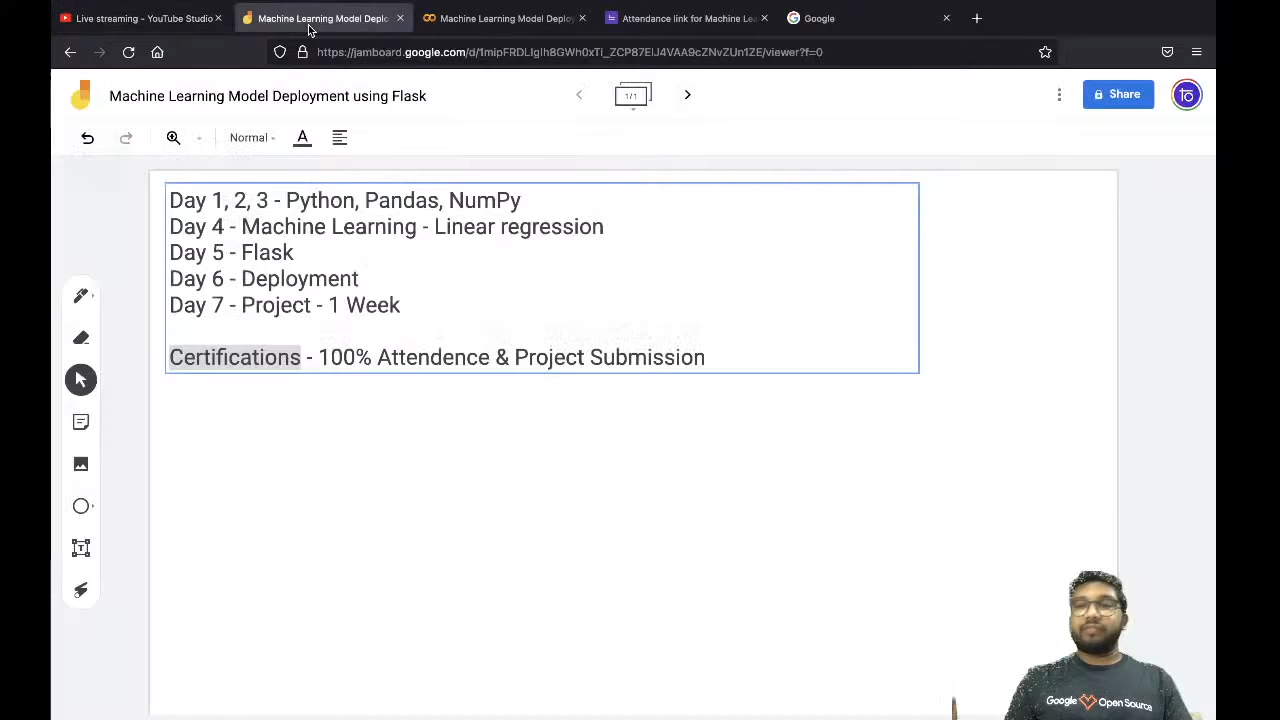 Live streaming - YouTube Studio
Machine Learning Model Deplo
Machine Learning Model Deploy
Attendance link for Machine Lea
Google
https://jamboard.google.com/d/1mipFRDLIglh8GWh0xTi_ZCP87EIJ4VAA9cZNvZUn1ZE/viewer?f=0
Machine Learning Model Deployment using Flask
1/1
Share
Normal
Day 1, 2, 3 - Python, Pandas, NumPy
Day 4 - Machine Learning - Linear regression
Day 5 - Flask
Day 6 - Deployment
Day 7 - Project - 1 Week
Certifications - 100% Attendence & Project Submission
Google Open Source